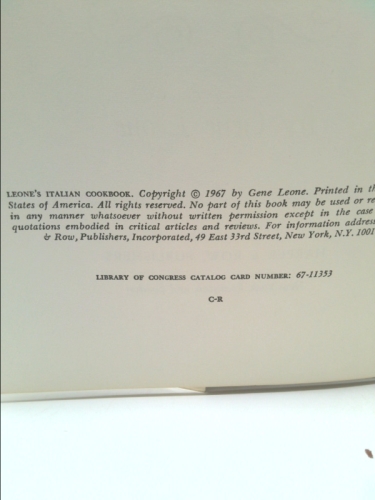 LEONE'S ITALIAN COOKBOOK. Copyright © 1967 by Gene Leone. Printed in
States of America. All rights reserved. No part of this book may be used or
in any manner whatsoever without written permission except in the case
quotations embodied in critical articles and reviews. For information address
& Row, Publishers, Incorporated, 49 East 33rd Street, New York, N.Y. 1001
LIBRARY OF CONGRESS CATALOG CARD NUMBER: 67-11353
C-R